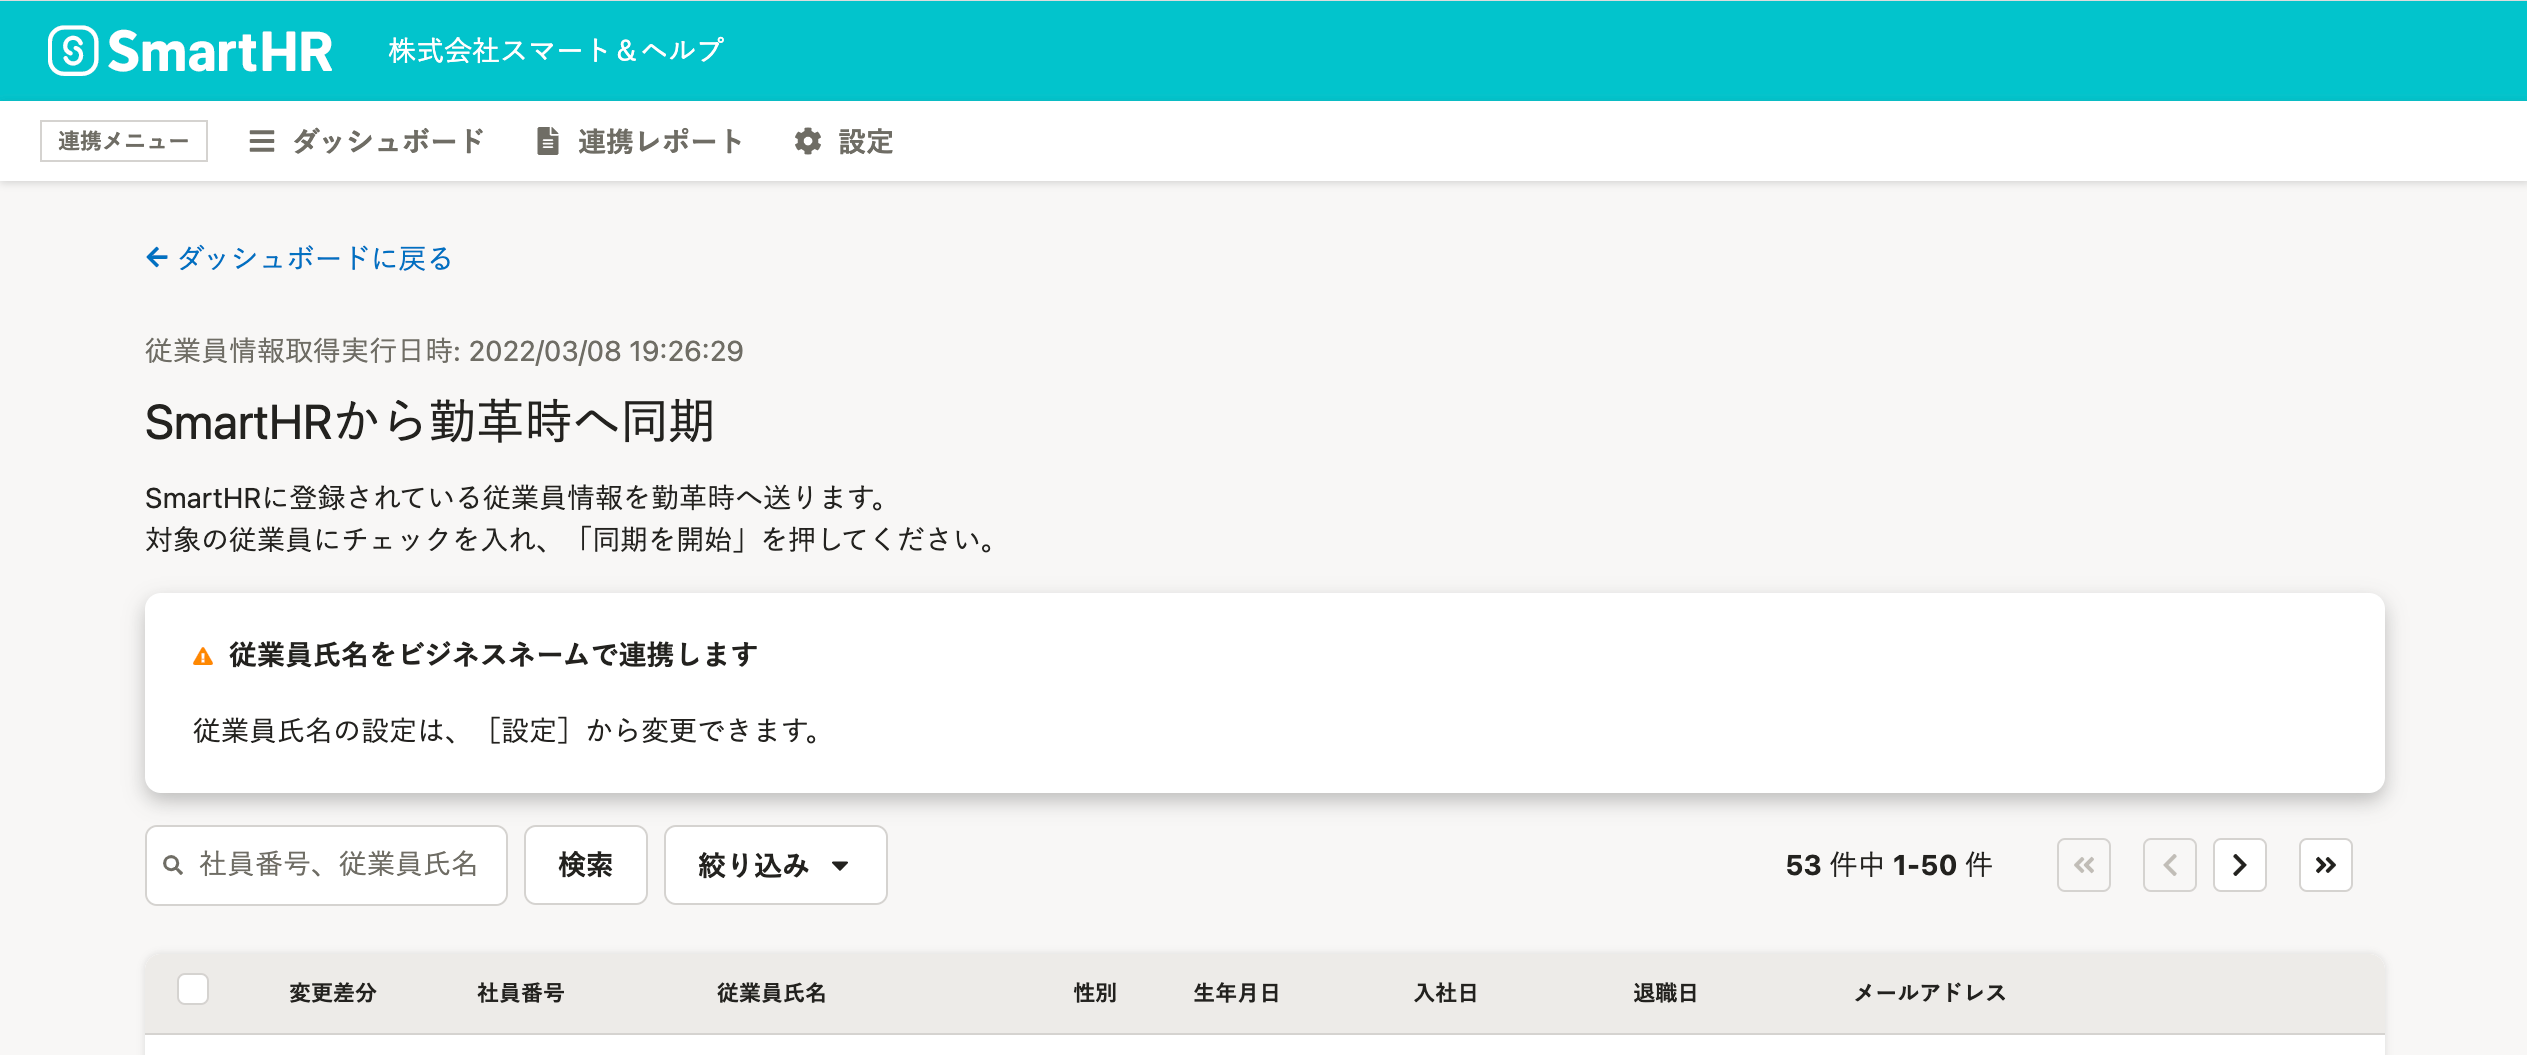 SmartHR 株式会社スマート＆ヘルプ
連携メニュー ダッシュボード 連携レポート 設定
ダッシュボードに戻る
従業員情報取得実行日時: 2022/03/08 19:26:29
SmartHRから勤革時へ同期
SmartHRに登録されている従業員情報を勤革時へ送ります。
対象の従業員にチェックを入れ、「同期を開始」を押してください。
従業員氏名をビジネスネームで連携します
従業員氏名の設定は、［設定］から変更できます。
社員番号、従業員氏名 検索 絞り込み 53 件中 1-50 件
変更差分 社員番号 従業員氏名 性別 生年月日 入社日 退職日 メールアドレス